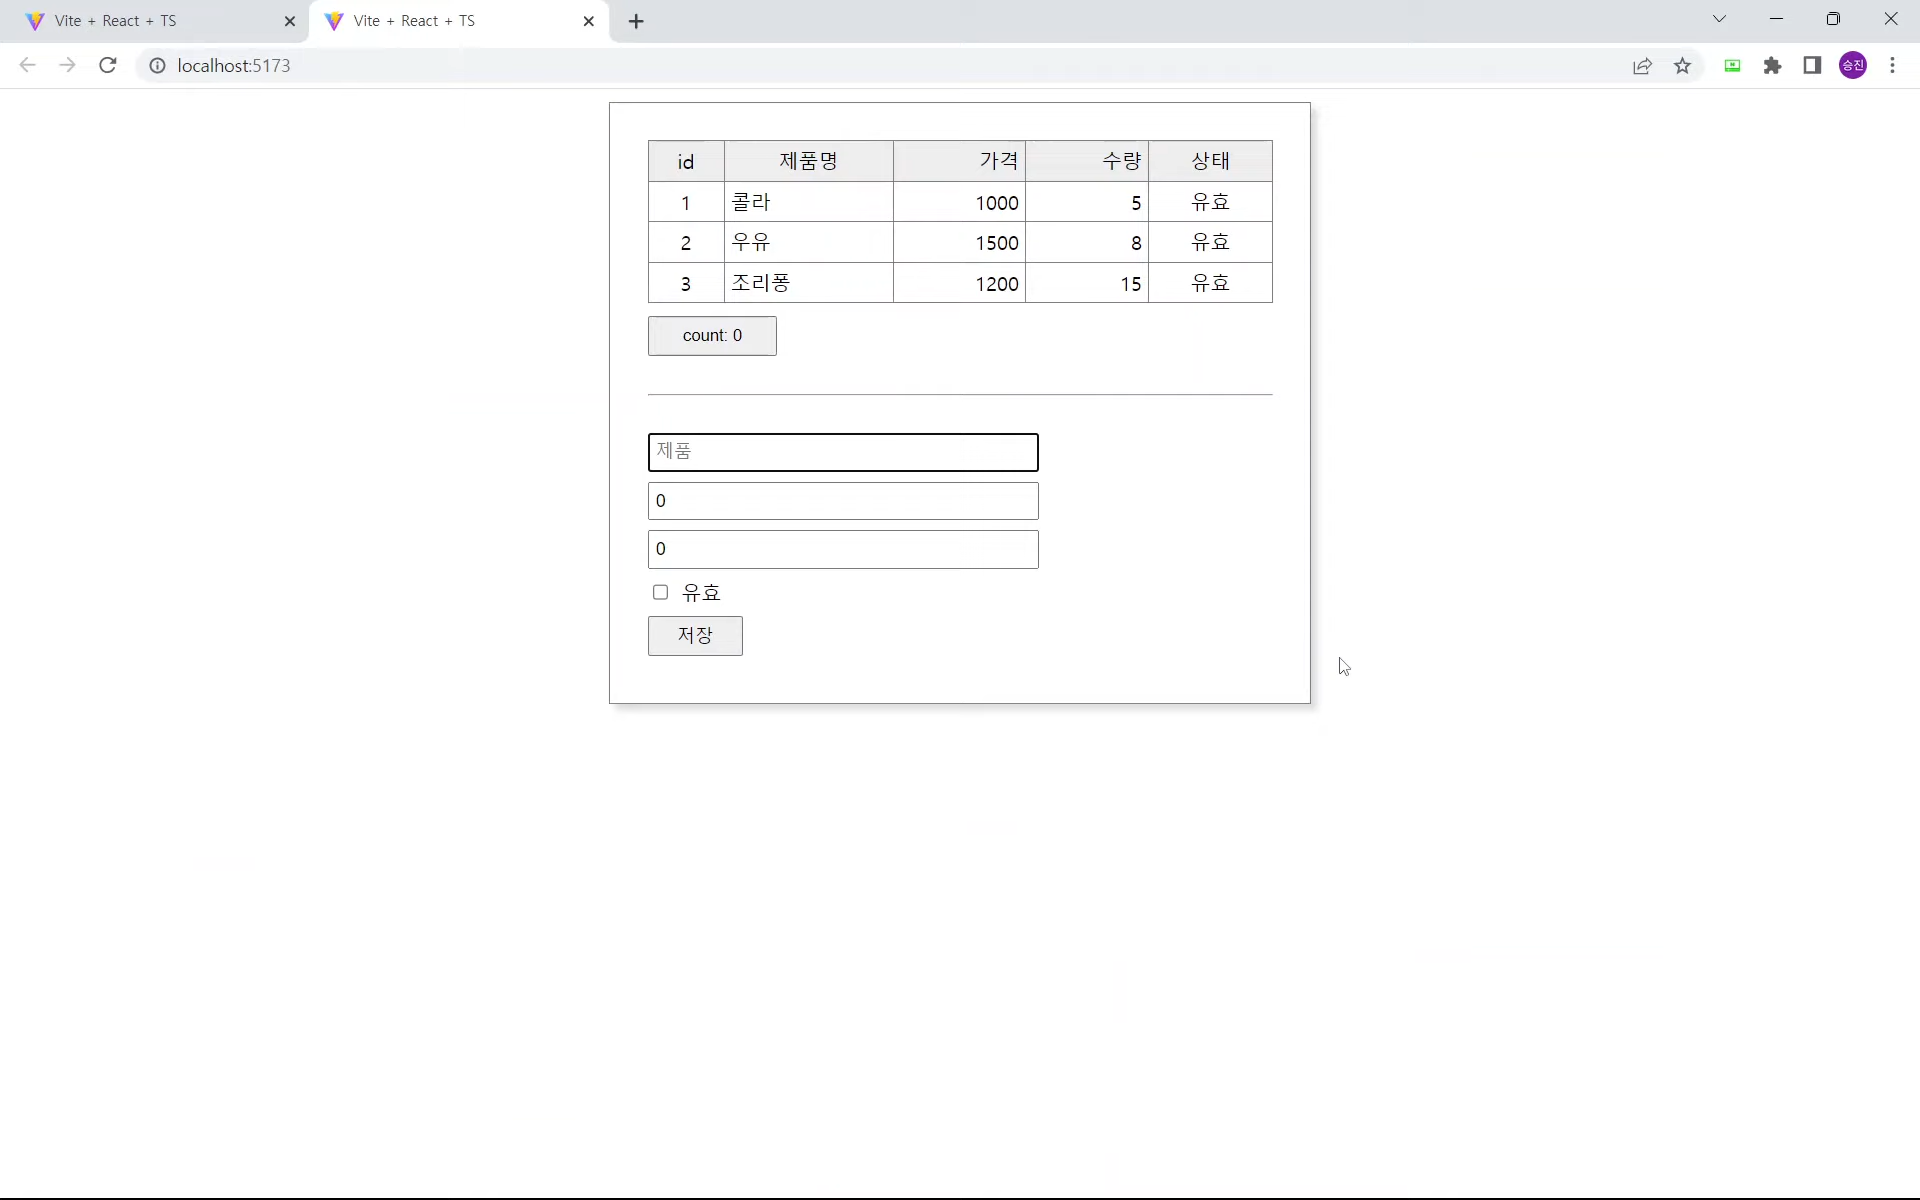 Vite + React + TS
Vite + React + TS
localhost:5173
승진
id 제품명 가격 수량 상태
1 콜라 1000 5 유효
2 우유 1500 8 유효
3 조리퐁 1200 15 유효
count: 0
제품
0
0
유효
저장